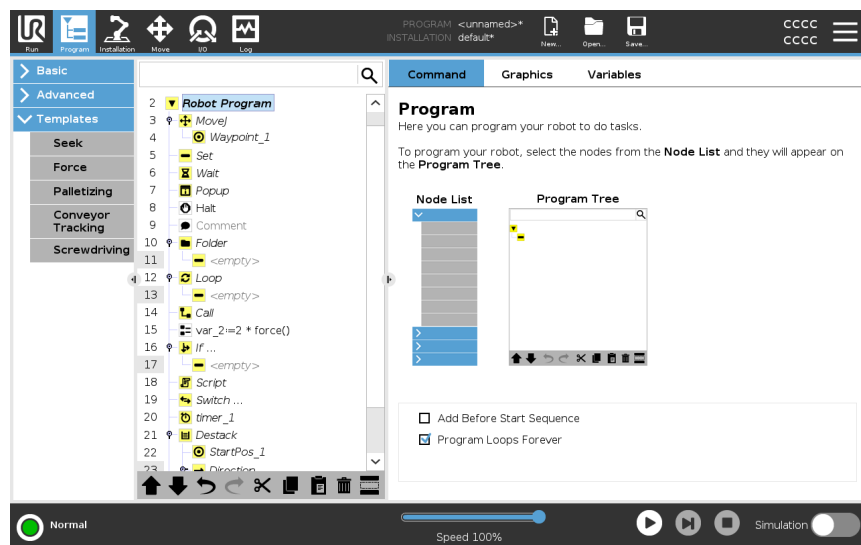 PROGRAM <unnamed>*
INSTALLATION default*
CCCC
CCCC
Run
Program
Installation
Move
I/O
Log
New...
Open...
Save...
Basic
Advanced
Templates
Seek
Force
Palletizing
Conveyor
Tracking
Screwdriving
2 Robot Program
3 MoveJ
4 Waypoint_1
5 Set
6 Wait
7 Popup
8 Halt
9 Comment
10 Folder
11 <empty>
12 Loop
13 <empty>
14 Call
15 var_2:=2 * force()
16 If ...
17 <empty>
18 Script
19 Switch ...
20 timer_1
21 Destack
22 StartPos_1
23 Direction
Command
Graphics
Variables
Program
Here you can program your robot to do tasks.
To program your robot, select the nodes from the Node List and they will appear on
the Program Tree.
Node List
Program Tree
Add Before Start Sequence
Program Loops Forever
Normal
Speed 100%
Simulation